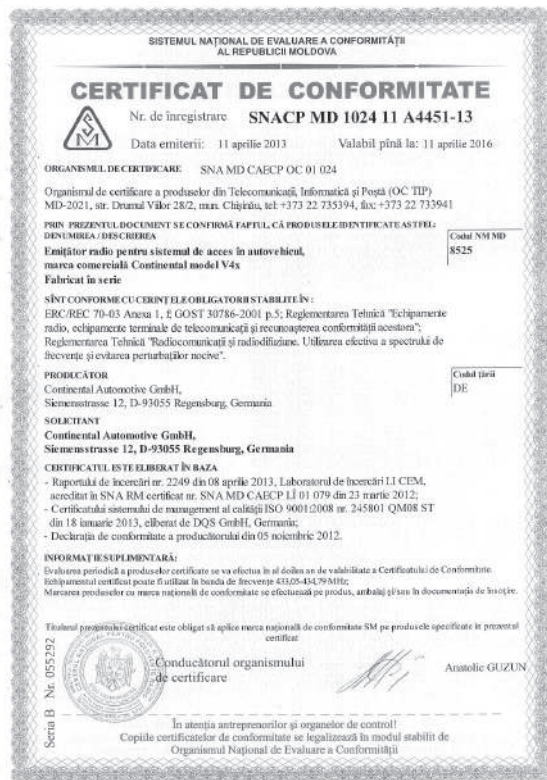 SISTEMUL NAȚIONAL DE EVALUARE A CONFORMITĂȚII
AL REPUBLICII MOLDOVA
CERTIFICAT DE CONFORMITATE
Nr. de înregistrare SNACP MD 1024 11 A4451-13
Data emiterii: 11 aprilie 2013 Valabil pînă la: 11 aprilie 2016
ORGANISMUL DE CERTIFICARE SNA MD CAECP OC 01 024
Organismul de certificare a produselor din Telecomunicații, Informatică și Poștă (OC TIP)
MD-2021, str. Drumul Viilor 28/2, mun. Chișinău, tel: +373 22 735394, fax: +373 22 733941
PRIN PREZENTUL DOCUMENT SE CONFIRMĂ FAPTUL, CĂ PRODUSELE IDENTIFICATE ASTFEL:
DENUMIREA / DESCRIEREA
Codul NM MD
8525
Emițător radio pentru sistemul de acces în autovehicul,
marca comercială Continental model V4x
Fabricat în serie
SÎNT CONFORME CU CERINȚELE OBLIGATORII STABILITE ÎN:
ERC/REC 70-03 Anexa 1, f; GOST 30786-2001 p.5; Reglementarea Tehnică "Echipamente
radio, echipamente terminale de telecomunicații și recunoașterea conformității acestora";
Reglementarea Tehnică "Radiocomunicații și radiodifuziune. Utilizarea efectiva a spectrului de
frecvențe și evitarea perturbațiilor nocive".
PRODUCĂTOR
Codul țării
DE
Continental Automotive GmbH,
Siemensstrasse 12, D-93055 Regensburg, Germania
SOLICITANT
Continental Automotive GmbH,
Siemensstrasse 12, D-93055 Regensburg, Germania
CERTIFICATUL ESTE ELIBERAT ÎN BAZA
- Raportului de încercări nr. 2249 din 08 aprilie 2013, Laboratorul de încercări LI CEM,
acreditat în SNA RM certificat nr. SNA MD CAECP LÎ 01 079 din 23 martie 2012;
- Certificatului sistemului de management al calității ISO 9001:2008 nr. 245801 QM08 ST
din 18 ianuarie 2013, eliberat de DQS GmbH, Germania;
- Declarația de conformitate a producătorului din 05 noiembrie 2012.
INFORMAȚIE SUPLIMENTARĂ:
Evaluarea periodică a produselor certificate se va efectua în al doilea an de valabilitate a Certificatului de Conformitate.
Echipamentul certificat poate fi utilizat în banda de frecvențe 433,05-434,79 MHz;
Marcarea produselor cu marca națională de conformitate se efectuează pe produs, ambalaj și/sau în documentația de însoțire.
Titularul prezentului certificat este obligat să aplice marca națională de conformitate SM pe produsele specificate în prezentul
certificat
Seria B Nr. 055292
Conducătorul organismului
de certificare
Anatolie GUZUN
În atenția antreprenorilor și organelor de control!
Copiile certificatelor de conformitate se legalizează în modul stabilit de
Organismul Național de Evaluare a Conformității